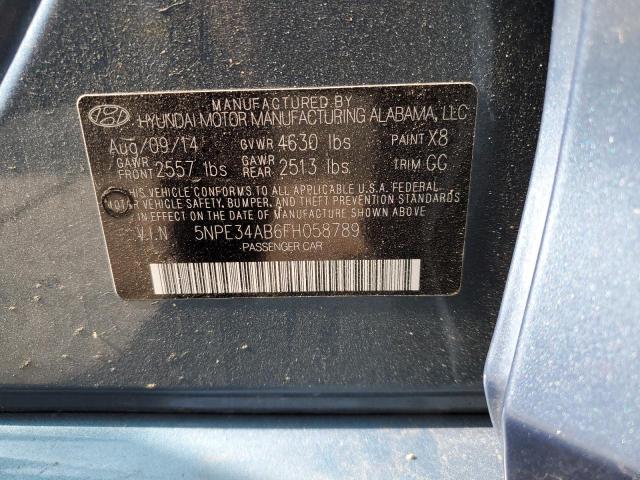 MANUFACTURED BY
HYUNDAI MOTOR MANUFACTURING ALABAMA, LLC
Aug/09/14 GVWR 4630 lbs PAINT X8
GAWR FRONT 2557 lbs GAWR REAR 2513 lbs TRIM GG
THIS VEHICLE CONFORMS TO ALL APPLICABLE U.S.A. FEDERAL
MOTOR VEHICLE SAFETY, BUMPER, AND THEFT PREVENTION STANDARDS
IN EFFECT ON THE DATE OF MANUFACTURE SHOWN ABOVE.
V.I.N. 5NPE34AB6FH058789
PASSENGER CAR